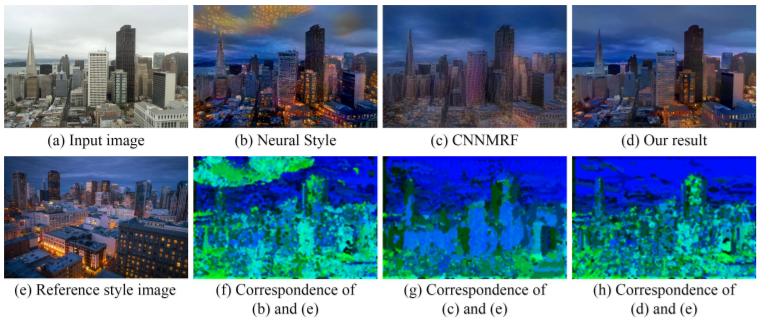 (a) Input image
(b) Neural Style
(c) CNNMRF
(d) Our result
(e) Reference style image
(f) Correspondence of
(b) and (e)
(g) Correspondence of
(c) and (e)
(h) Correspondence of
(d) and (e)